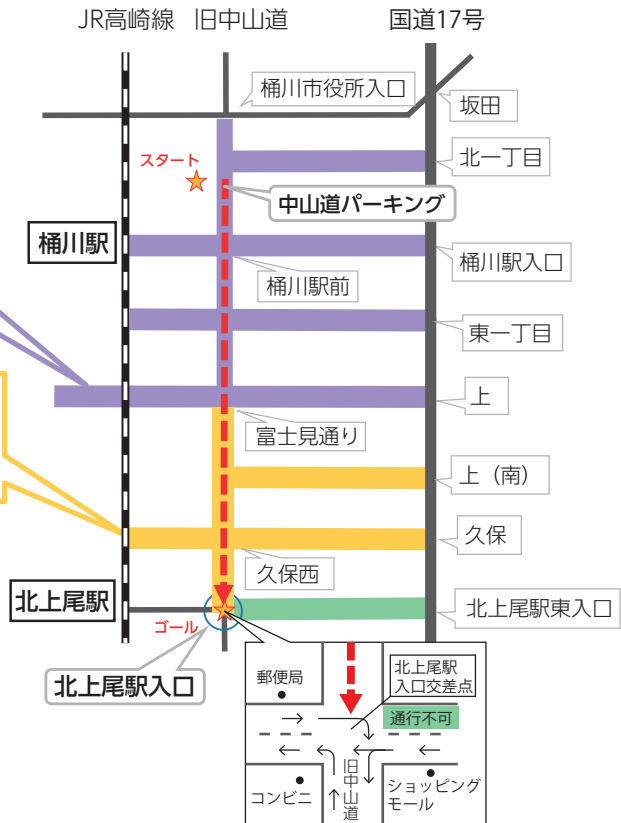 JR高崎線
旧中山道
国道17号
桶川市役所入口
坂田
スタート
北一丁目
中山道パーキング
桶川駅
桶川駅前
桶川駅入口
東一丁目
上
富士見通り
上（南）
久保
久保西
北上尾駅
北上尾駅東入口
ゴール
北上尾駅入口
郵便局
北上尾駅
入口交差点
通行不可
旧中山道
コンビニ
ショッピング
モール